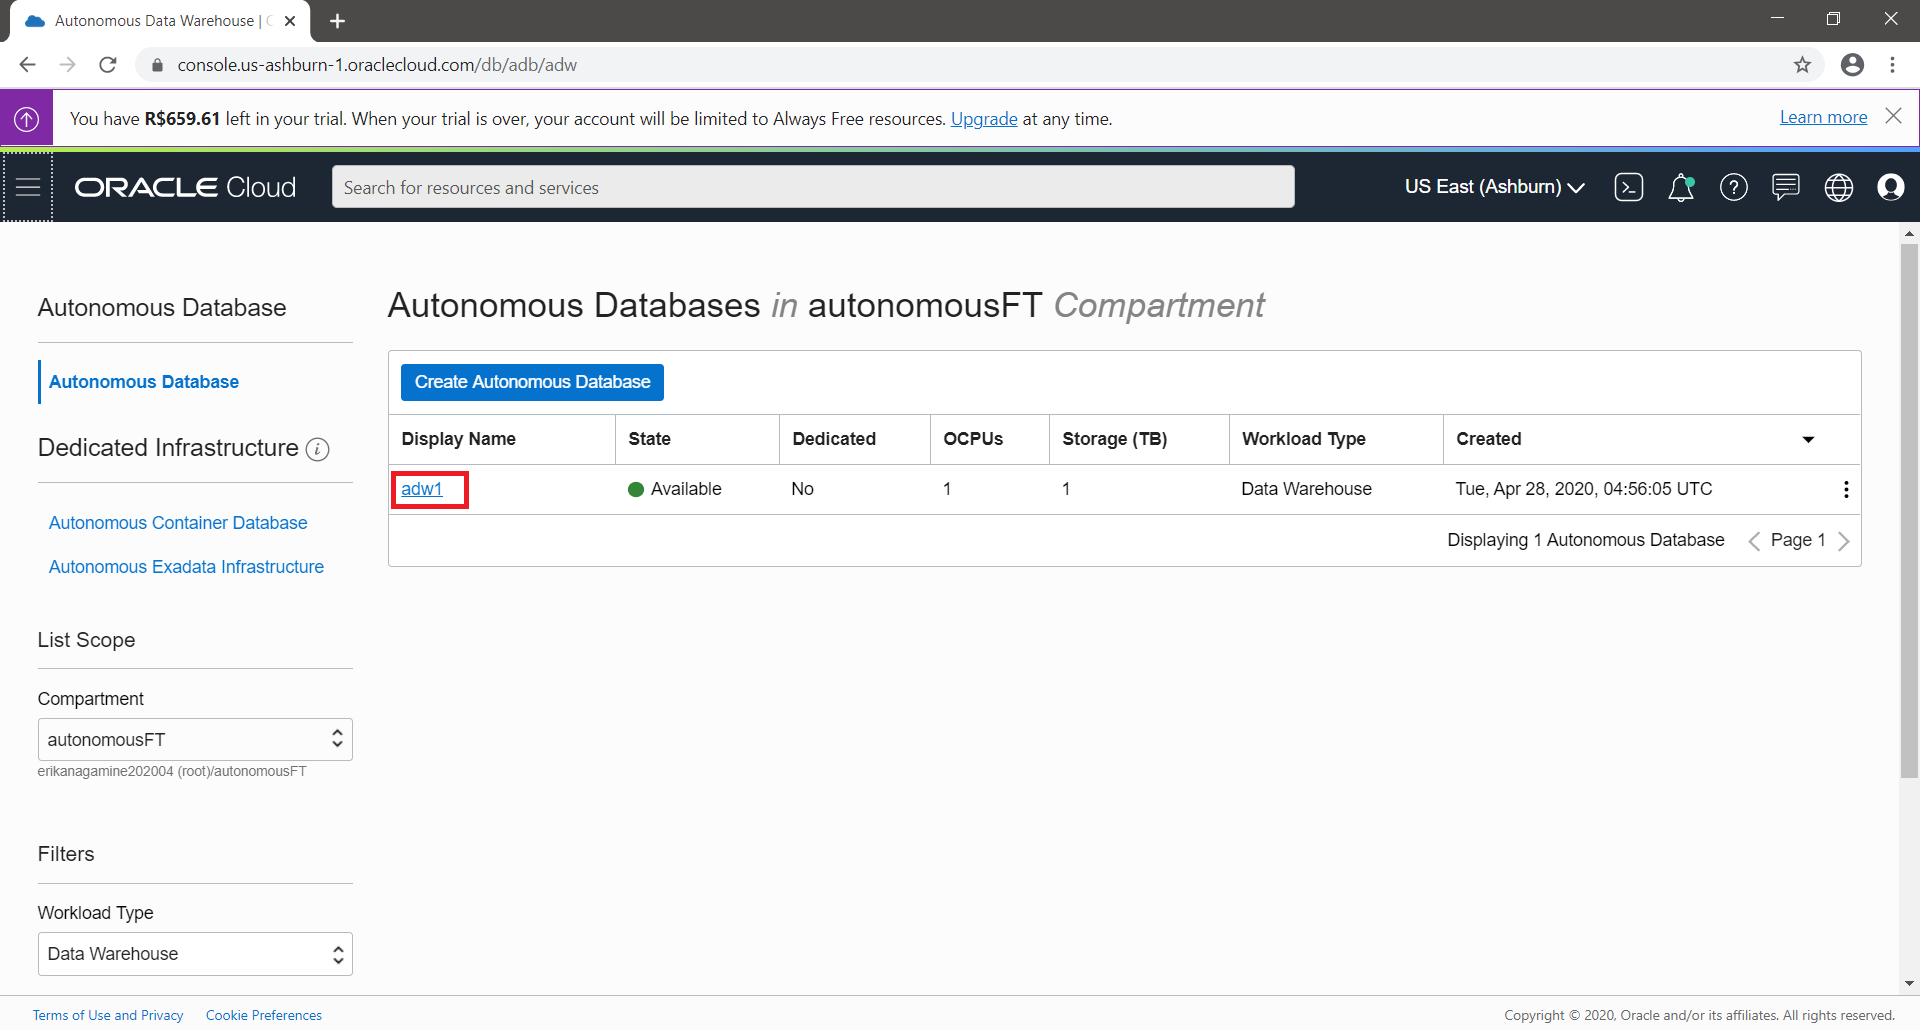 Autonomous Data Warehouse |
console.us-ashburn-1.oraclecloud.com/db/adb/adw
You have R$659.61 left in your trial. When your trial is over, your account will be limited to Always Free resources. Upgrade at any time.
Learn more
ORACLE Cloud
Search for resources and services
US East (Ashburn)
Autonomous Database
Autonomous Database
Dedicated Infrastructure
Autonomous Container Database
Autonomous Exadata Infrastructure
List Scope
Compartment
autonomousFT
erikanagamine202004 (root)/autonomousFT
Filters
Workload Type
Data Warehouse
Autonomous Databases in autonomousFT Compartment
Create Autonomous Database
Display Name State Dedicated OCPUs Storage (TB) Workload Type Created
adw1 Available No 1 1 Data Warehouse Tue, Apr 28, 2020, 04:56:05 UTC
Displaying 1 Autonomous Database Page 1
Terms of Use and Privacy Cookie Preferences
Copyright © 2020, Oracle and/or its affiliates. All rights reserved.